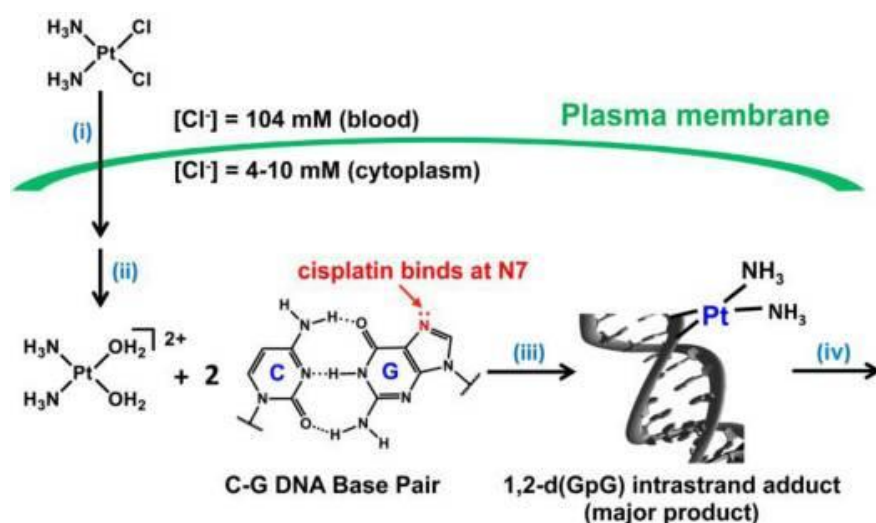 H₃N Cl
Pt
H₃N Cl
(i)
[Cl⁻] = 104 mM (blood)
Plasma membrane
[Cl⁻] = 4-10 mM (cytoplasm)
(ii)
cisplatin binds at N7
H₃N OH₂ 2+
Pt
H₃N OH₂
+ 2
H
N H O N
C N H N G N
N N
O H N
H
(iii)
NH₃
Pt NH₃
(iv)
C-G DNA Base Pair
1,2-d(GpG) intrastrand adduct
(major product)